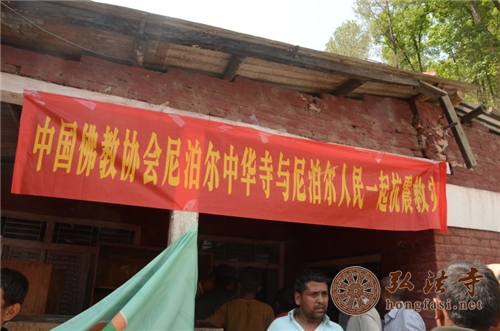 中国佛教协会尼泊尔中华寺与尼泊尔人民一起抗震救
弘法寺
hongfasi.net